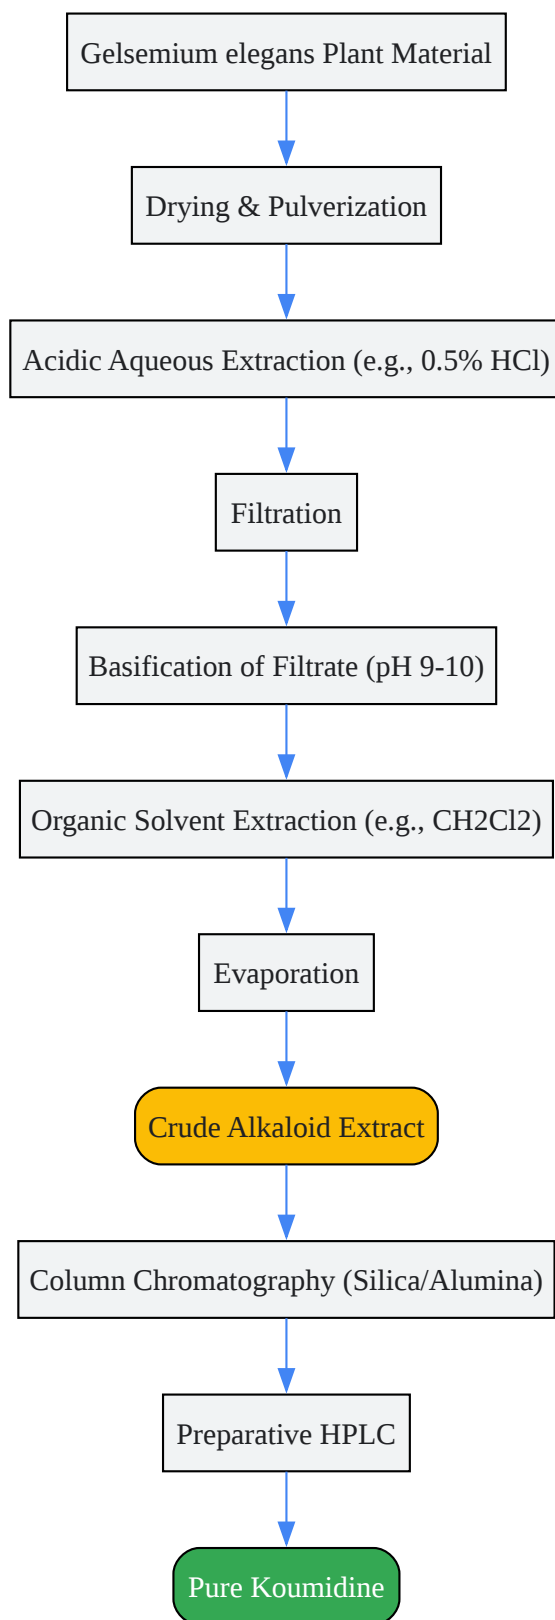 Gelsemium elegans Plant Material
Drying & Pulverization
Acidic Aqueous Extraction (e.g., 0.5% HCl)
Filtration
Basification of Filtrate (pH 9-10)
Organic Solvent Extraction (e.g., CH2Cl2)
Evaporation
Crude Alkaloid Extract
Column Chromatography (Silica/Alumina)
Preparative HPLC
Pure Koumidine